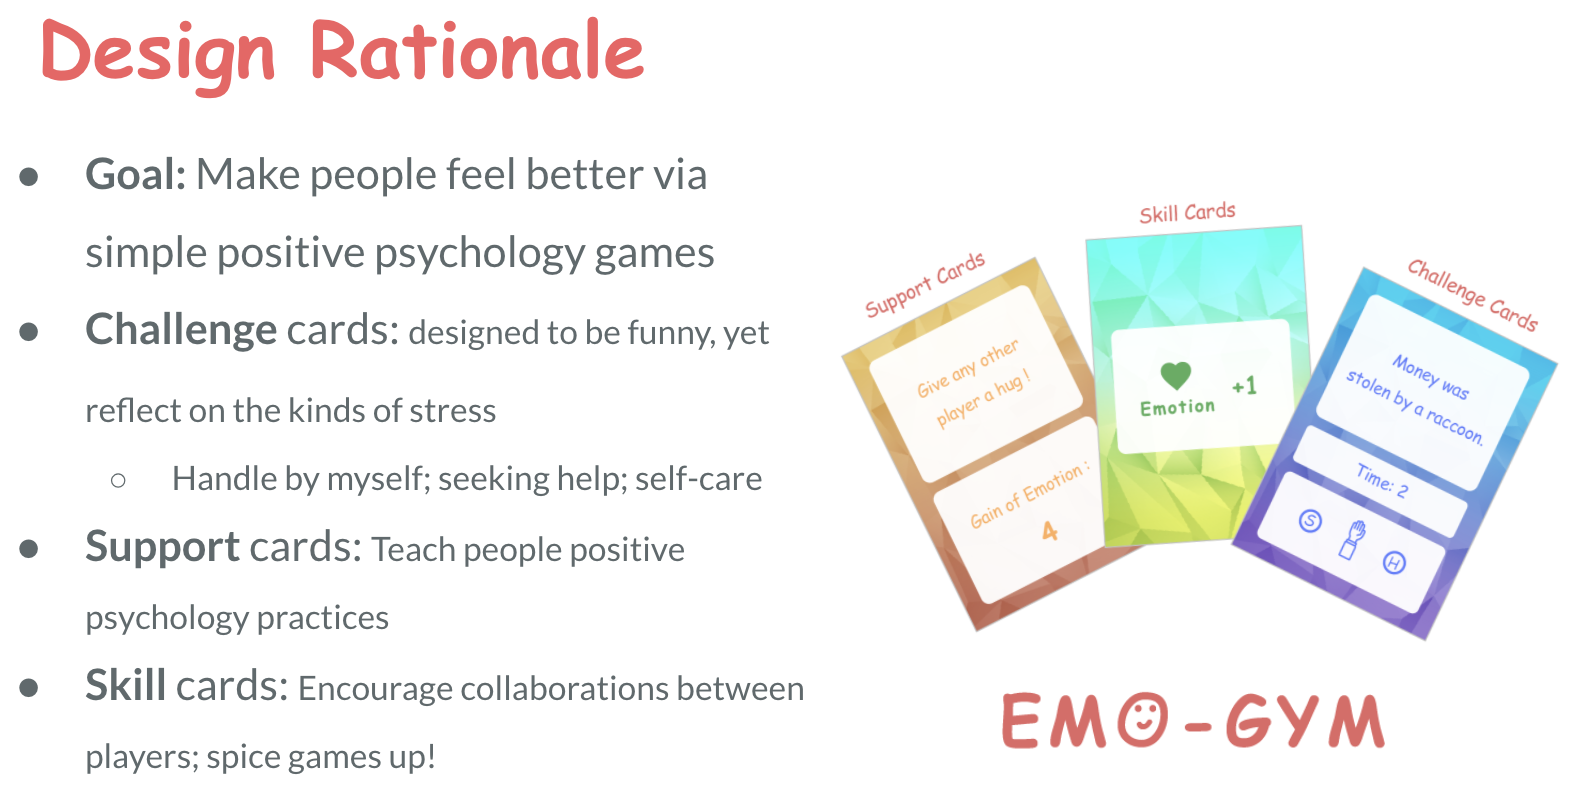 Design Rationale
● Goal: Make people feel better via
simple positive psychology games
● Challenge cards: designed to be funny, yet
reflect on the kinds of stress
○ Handle by myself; seeking help; self-care
● Support cards: Teach people positive
psychology practices
● Skill cards: Encourage collaborations between
players; spice games up!
Support Cards
Give any other
player a hug !
Gain of Emotion :
4
Skill Cards
Emotion +1
Challenge Cards
Money was
stolen by a raccoon.
Time: 2
S H
EMO-GYM